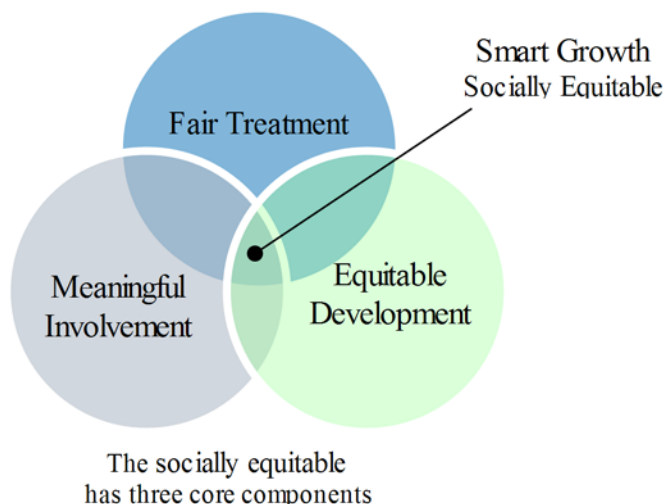 Smart Growth
Socially Equitable
Fair Treatment
Meaningful
Involvement
Equitable
Development
The socially equitable
has three core components